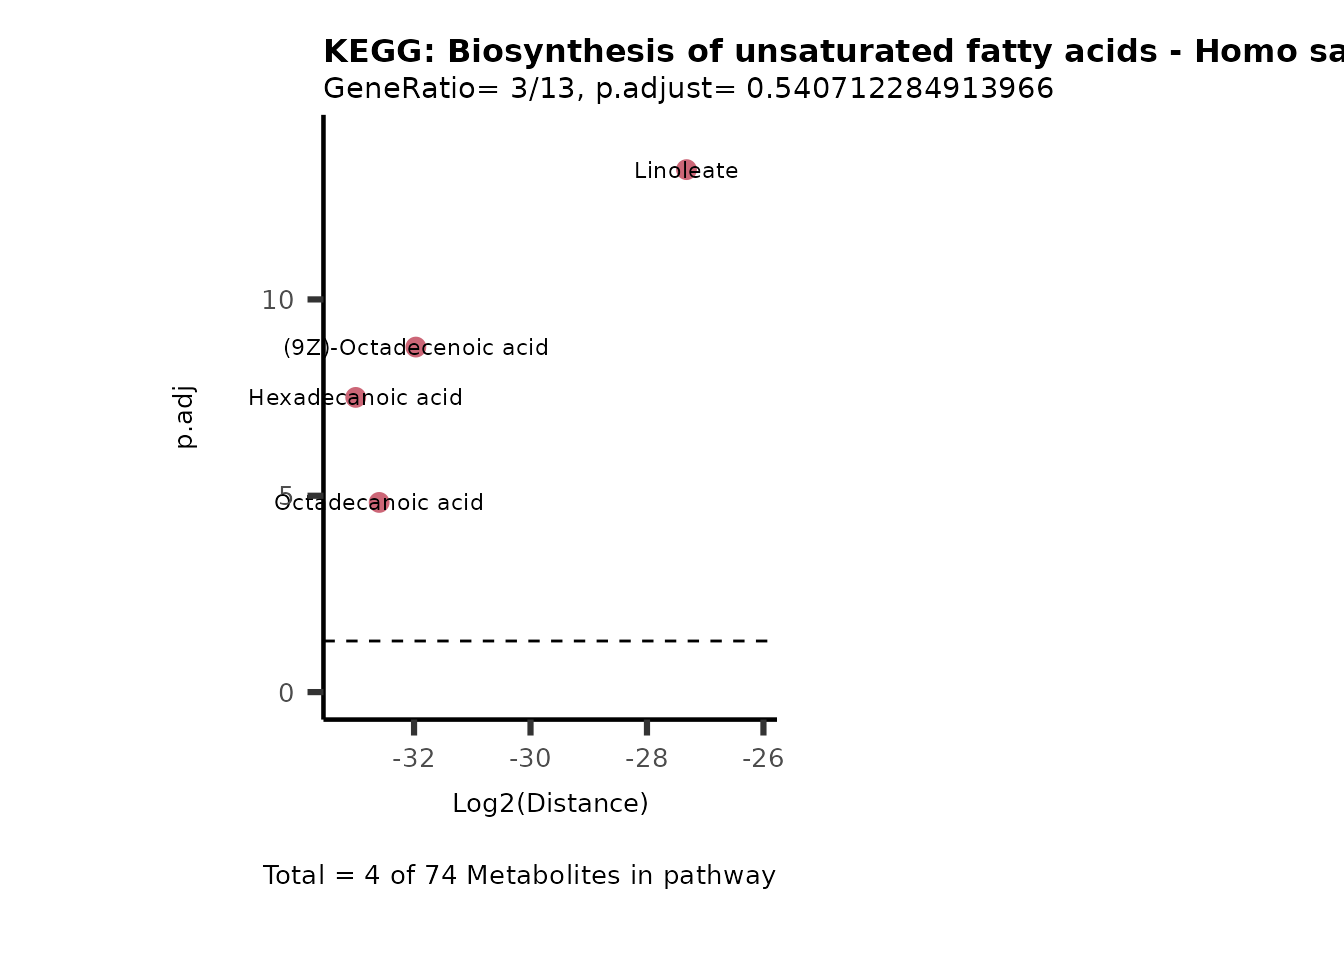 KEGG: Biosynthesis of unsaturated fatty acids - Homo sa
GeneRatio= 3/13, p.adjust= 0.540712284913966
Linoleate
10
(9Z)-Octadecenoic acid
Hexadecanoic acid
p.adj
5
Octadecanoic acid
0
-32 -30 -28 -26
Log2(Distance)
Total = 4 of 74 Metabolites in pathway